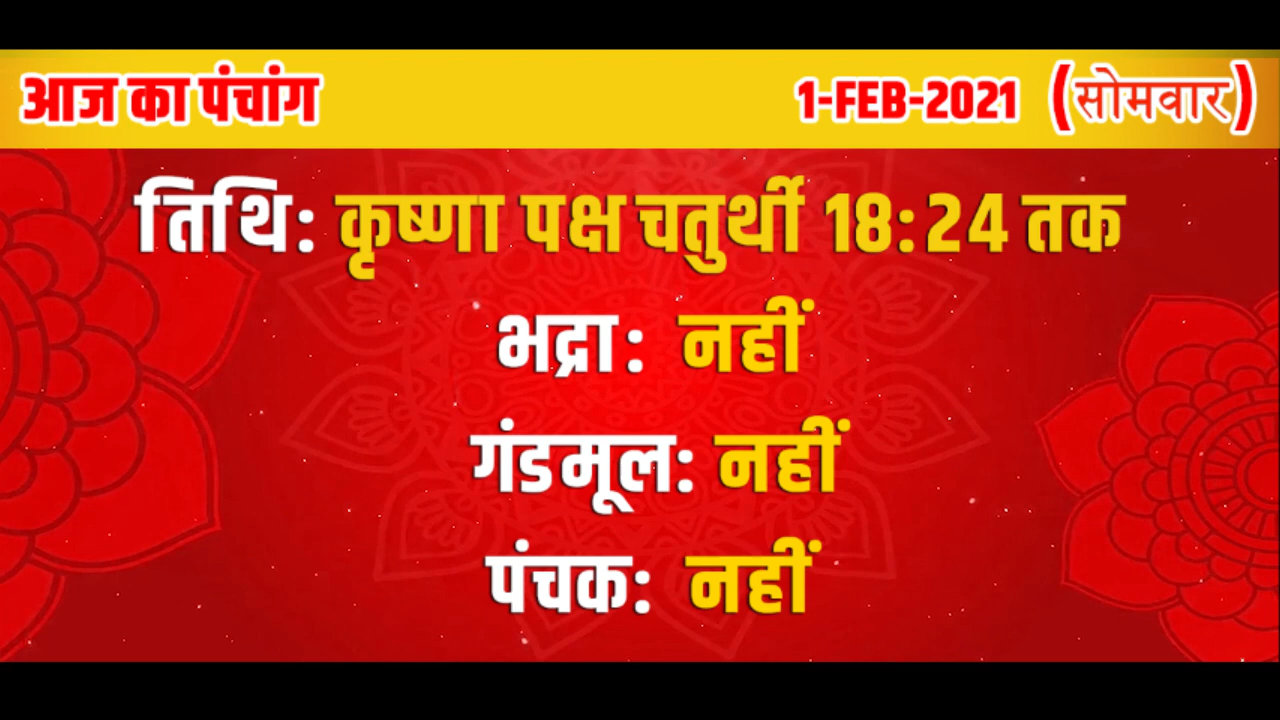 आज का पंचांग 1-FEB-2021 (सोमवार)
तिथि: कृष्णा पक्ष चतुर्थी 18:24 तक
भद्रा: नहीं
गंडमूल: नहीं
पंचक: नहीं